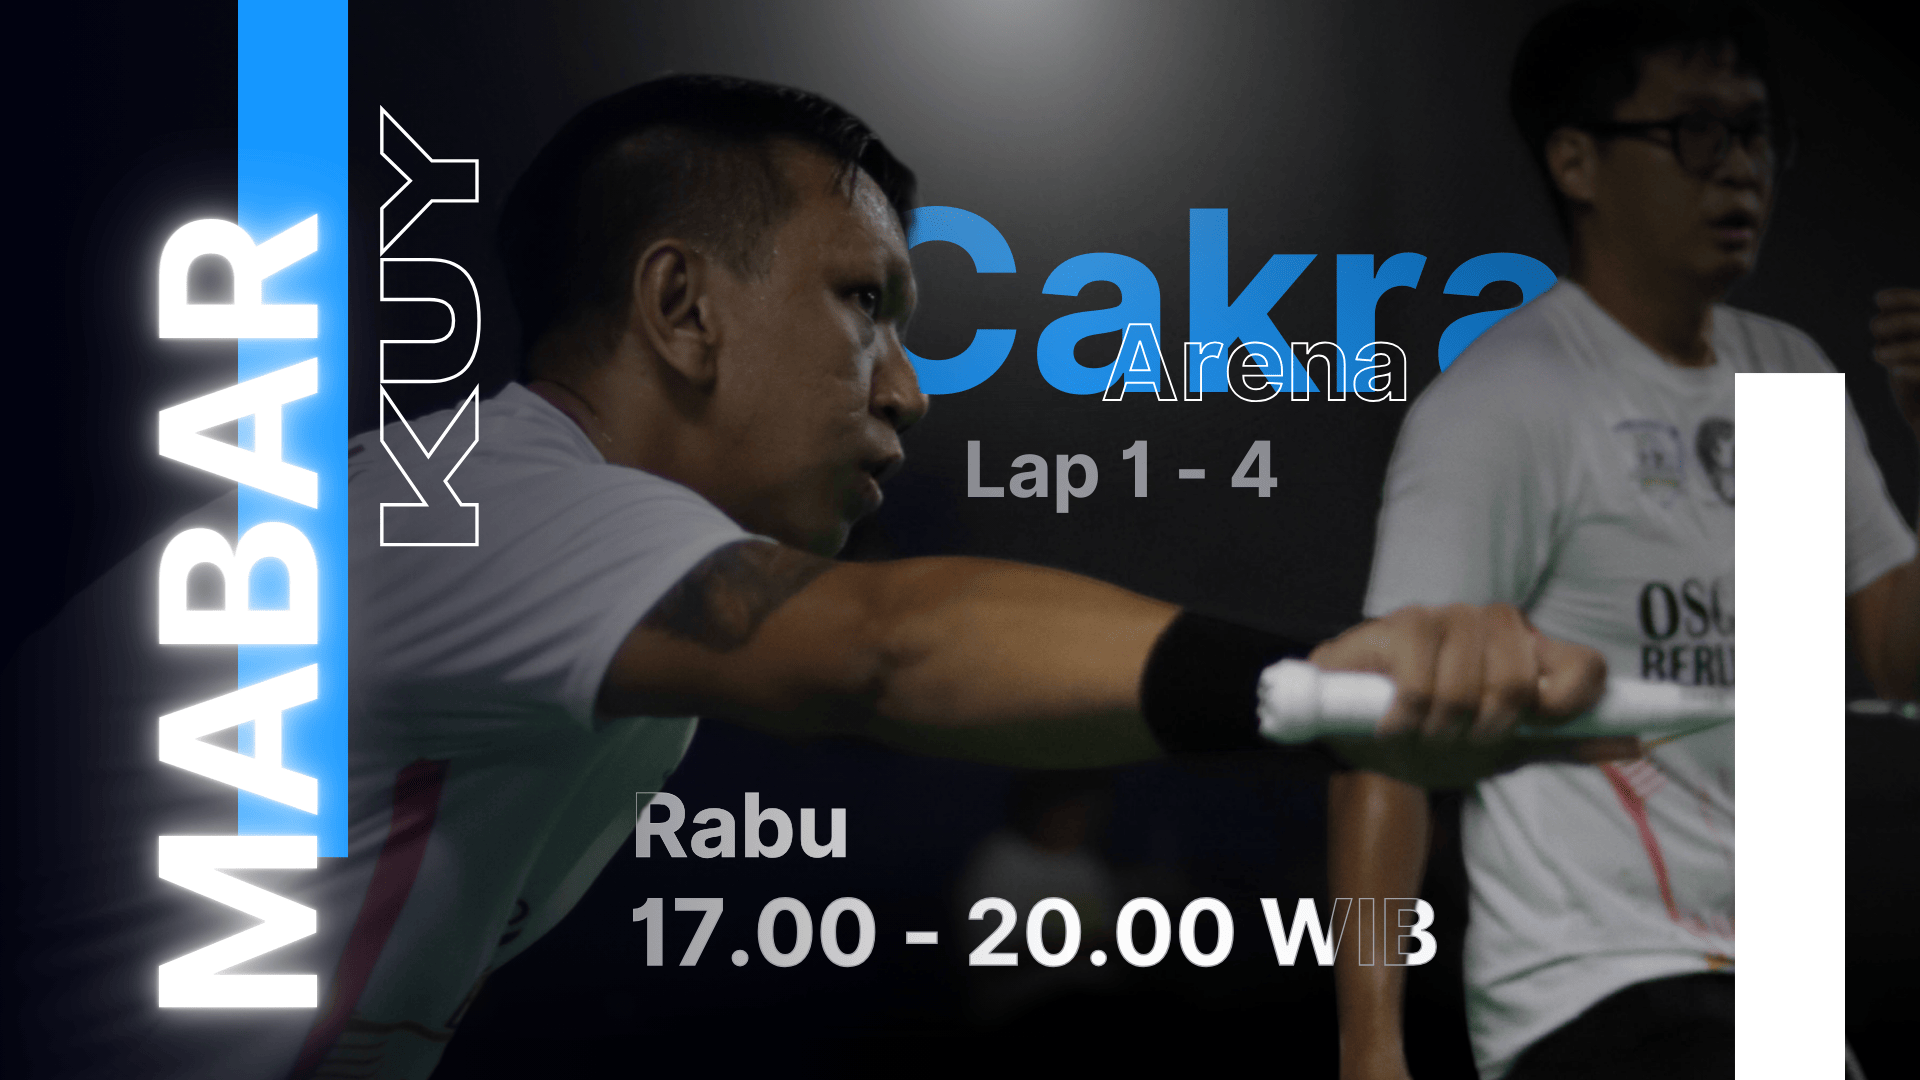 MABAR
KUY
Cakra
Arena
Lap 1 - 4
Rabu
17.00 - 20.00 WIB